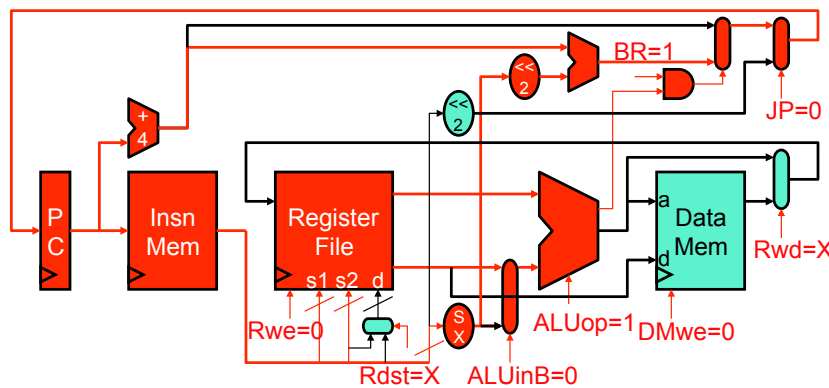 BR=1
<<
2
+
4
<<
2
JP=0
P
C
Insn
Mem
Register
File
s1 s2 d
a
d
Data
Mem
Rwd=X
S
X
Rwe=0
ALUop=1
DMwe=0
Rdst=X
ALUinB=0